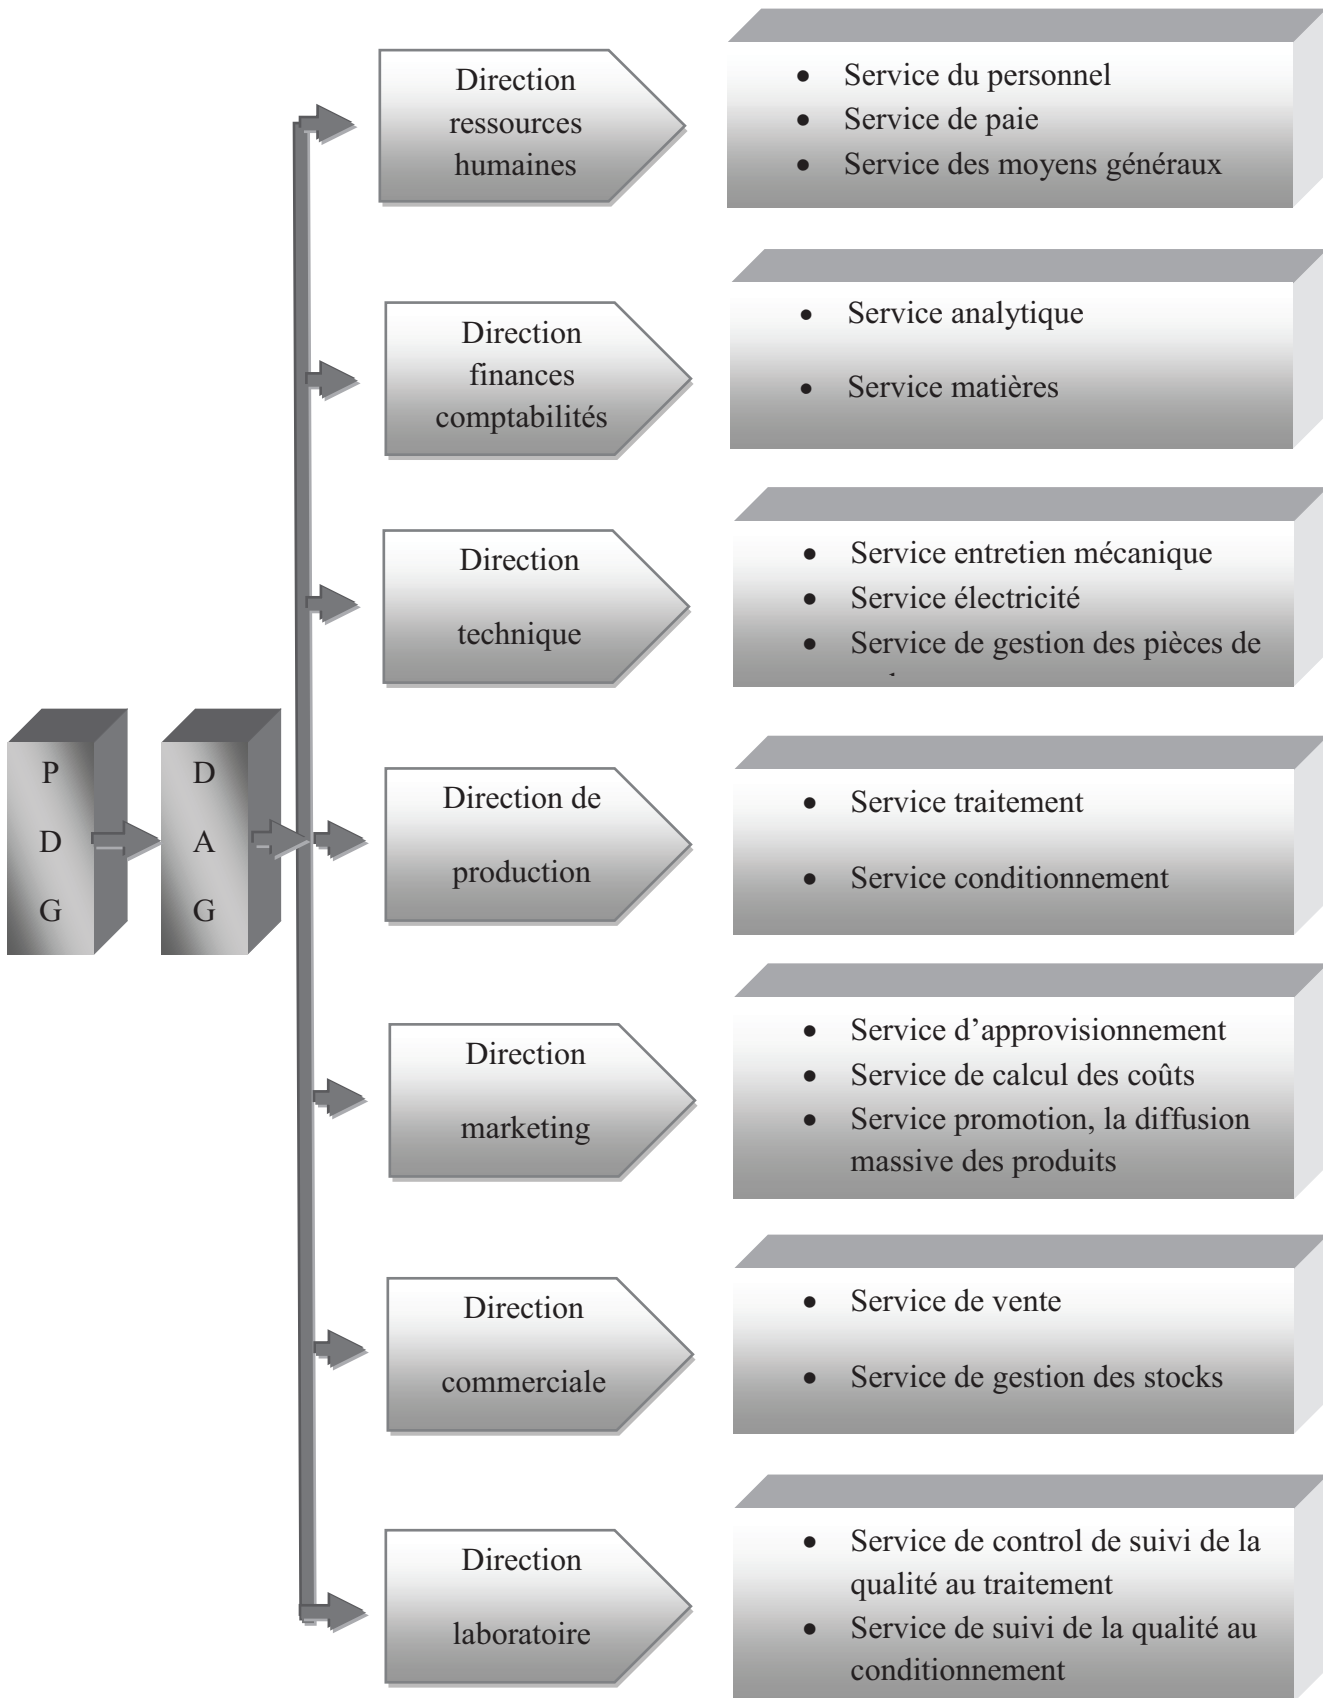 Direction
ressources
humaines
• Service du personnel
• Service de paie
• Service des moyens généraux
Direction
finances
comptabilités
• Service analytique
• Service matières
Direction
technique
• Service entretien mécanique
• Service électricité
• Service de gestion des pièces de
P
D
G
D
A
G
Direction de
production
• Service traitement
• Service conditionnement
Direction
marketing
• Service d’approvisionnement
• Service de calcul des coûts
• Service promotion, la diffusion
massive des produits
Direction
commerciale
• Service de vente
• Service de gestion des stocks
Direction
laboratoire
• Service de control de suivi de la
qualité au traitement
• Service de suivi de la qualité au
conditionnement